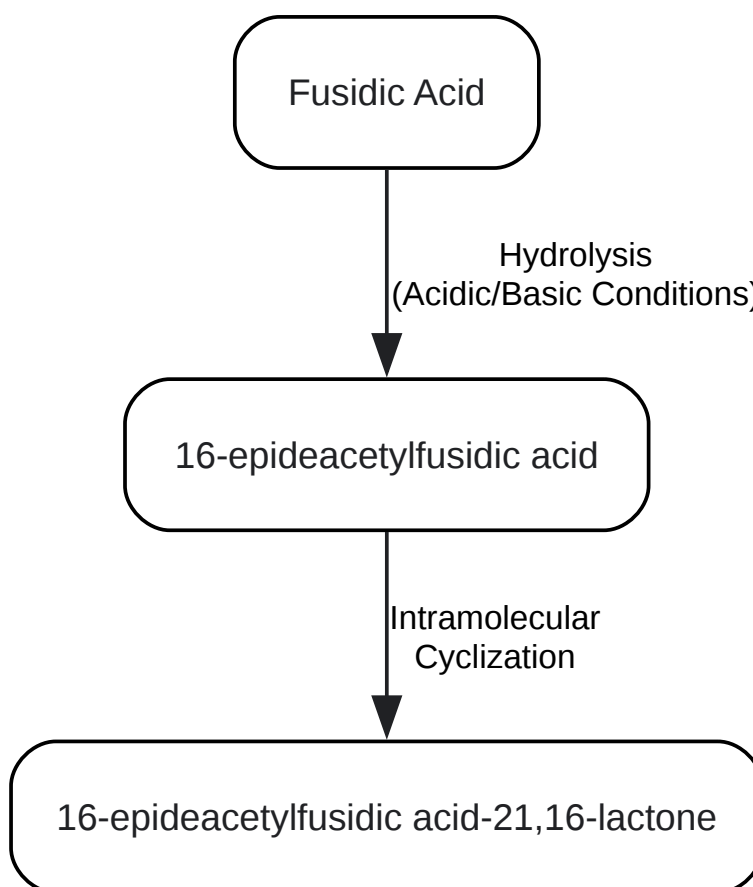 Fusidic Acid
Hydrolysis
(Acidic/Basic Conditions)
16-epideacetylfusidic acid
Intramolecular
Cyclization
16-epideacetylfusidic acid-21,16-lactone